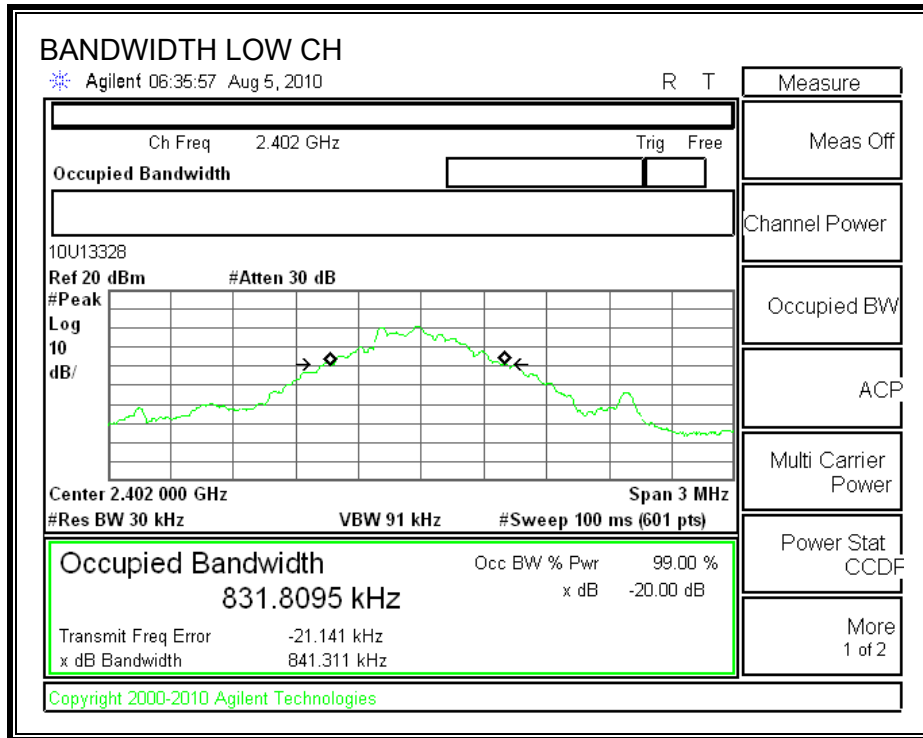 BANDWIDTH LOW CH
Agilent 06:35:57 Aug 5, 2010 R T
Measure
Ch Freq 2.402 GHz Trig Free
Meas Off
Occupied Bandwidth
Channel Power
10U13328
Ref 20 dBm #Atten 30 dB
#Peak
Log
10
dB/
Occupied BW
ACP
Multi Carrier
Power
Center 2.402 000 GHz Span 3 MHz
#Res BW 30 kHz VBW 91 kHz #Sweep 100 ms (601 pts)
Power Stat
CCDF
Occupied Bandwidth Occ BW % Pwr 99.00 %
831.8095 kHz x dB -20.00 dB
Transmit Freq Error -21.141 kHz
x dB Bandwidth 841.311 kHz
More
1 of 2
Copyright 2000-2010 Agilent Technologies